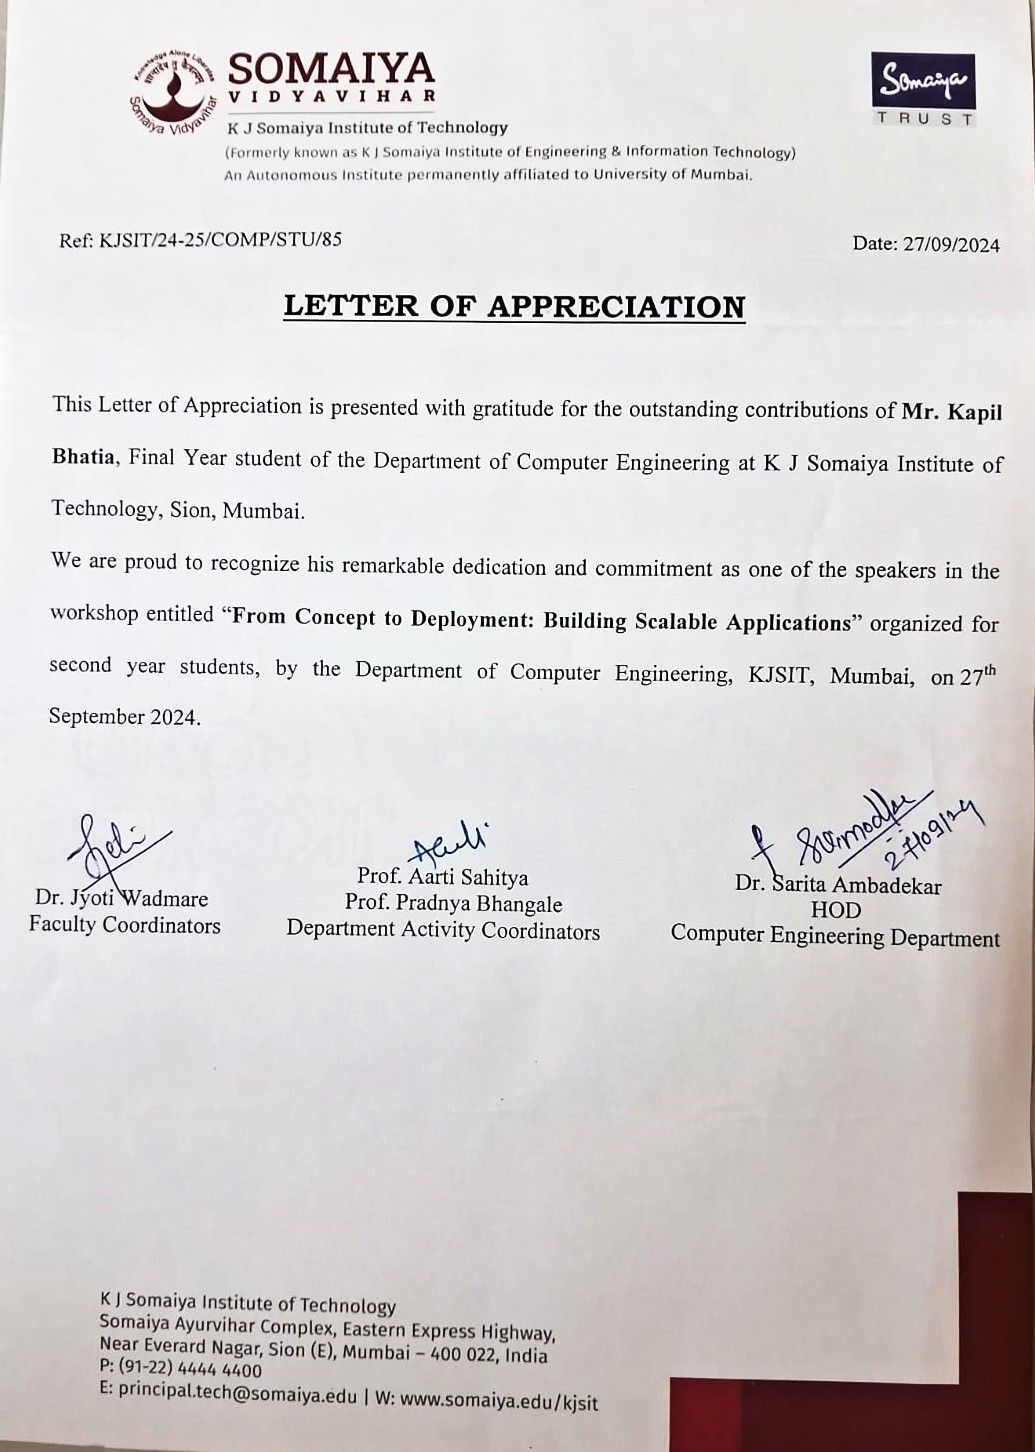 Knowledge Alone Liberates
Somaiya Vidyavihar
SOMAIYA
VIDYAVIHAR
K J Somaiya Institute of Technology
(Formerly known as K J Somaiya Institute of Engineering & Information Technology)
An Autonomous Institute permanently affiliated to University of Mumbai.
Somaiya
TRUST
Ref: KJSIT/24-25/COMP/STU/85
Date: 27/09/2024
LETTER OF APPRECIATION
This Letter of Appreciation is presented with gratitude for the outstanding contributions of Mr. Kapil
Bhatia, Final Year student of the Department of Computer Engineering at K J Somaiya Institute of
Technology, Sion, Mumbai.
We are proud to recognize his remarkable dedication and commitment as one of the speakers in the
workshop entitled “From Concept to Deployment: Building Scalable Applications” organized for
second year students, by the Department of Computer Engineering, KJSIT, Mumbai, on 27th
September 2024.
27/09/24
Dr. Jyoti Wadmare
Faculty Coordinators
Prof. Aarti Sahitya
Prof. Pradnya Bhangale
Department Activity Coordinators
Dr. Sarita Ambadekar
HOD
Computer Engineering Department
K J Somaiya Institute of Technology
Somaiya Ayurvihar Complex, Eastern Express Highway,
Near Everard Nagar, Sion (E), Mumbai – 400 022, India
P: (91-22) 4444 4400
E: principal.tech@somaiya.edu | W: www.somaiya.edu/kjsit